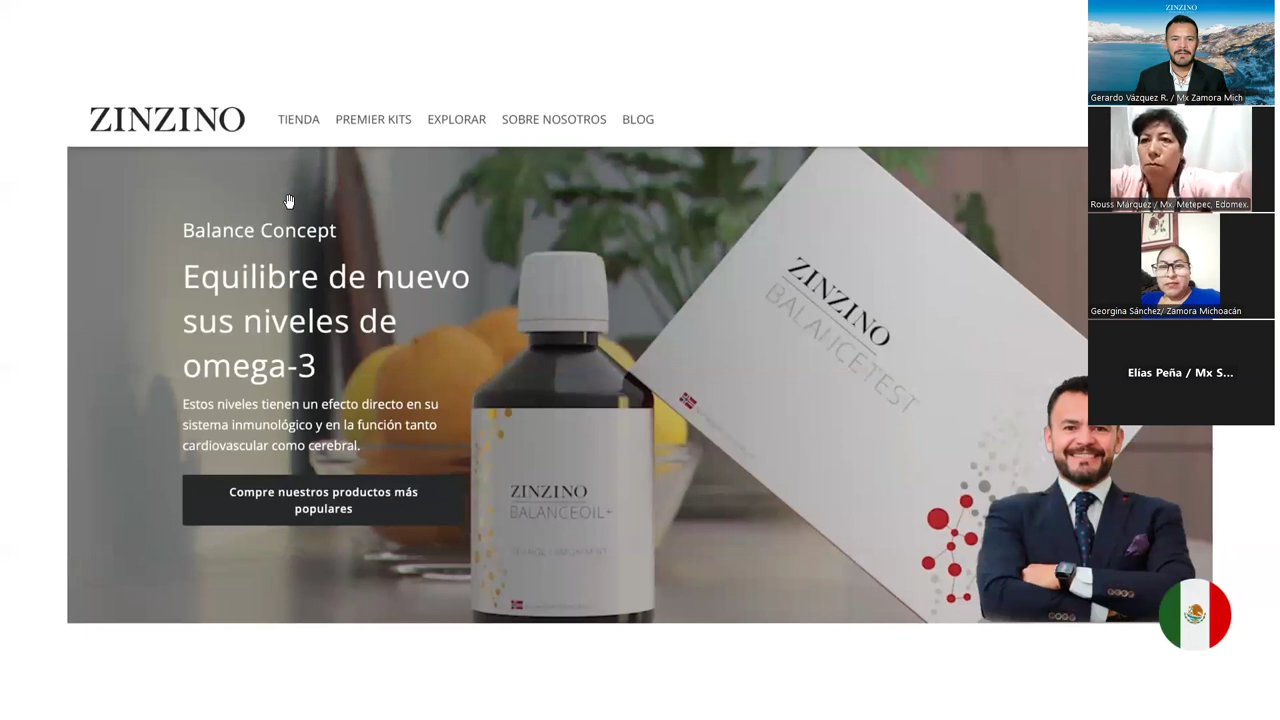 ZINZINO
TIENDA PREMIER KITS EXPLORAR SOBRE NOSOTROS BLOG
Balance Concept
Equilibre de nuevo
sus niveles de
omega-3
Estos niveles tienen un efecto directo en su
sistema inmunológico y en la función tanto
cardiovascular como cerebral.
Compre nuestros productos más
populares
ZINZINO
BALANCEOIL+
ZINZINO
BALANCETEST
ZINZINO
Gerardo Vázquez R. / Mx Zamora Mich
Rouss Márquez / Mx. Metepec, Edomex.
Georgina Sánchez/ Zamora Michoacán
Elías Peña / Mx S...